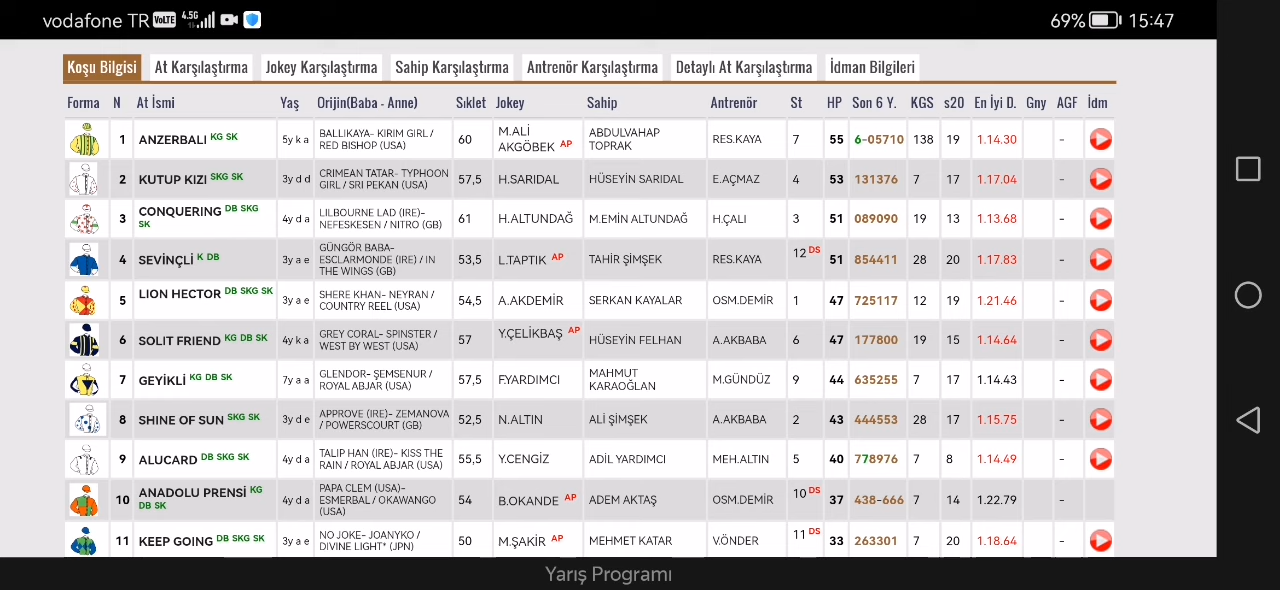 vodafone TR VoLTE 4.5G 1k 69% 15:47
Koşu Bilgisi At Karşılaştırma Jokey Karşılaştırma Sahip Karşılaştırma Antrenör Karşılaştırma Detaylı At Karşılaştırma İdman Bilgileri
Forma N At İsmi Yaş Orijin(Baba - Anne) Sıklet Jokey Sahip Antrenör St HP Son 6 Y. KGS s20 En İyi D. Gny AGF İdm
1 ANZERBALI KG SK 5y k a BALLIKAYA- KIRIM GIRL / RED BISHOP (USA) 60 M.ALİ AKGÖBEK AP ABDULVAHAP TOPRAK RES.KAYA 7 55 6-05710 138 19 1.14.30 -
2 KUTUP KIZI SKG SK 3y d d CRIMEAN TATAR- TYPHOON GIRL / SRI PEKAN (USA) 57,5 H.SARIDAL HÜSEYİN SARIDAL E.AÇMAZ 4 53 131376 7 17 1.17.04 -
3 CONQUERING DB SKG SK 4y d a LILBOURNE LAD (IRE)- NEFESKESEN / NITRO (GB) 61 H.ALTUNDAĞ M.EMİN ALTUNDAĞ H.ÇALI 3 51 089090 19 13 1.13.68 -
4 SEVİNÇLİ K DB 3y a e GÜNGÖR BABA- ESCLARMONDE (IRE) / IN THE WINGS (GB) 53,5 L.TAPTIK AP TAHİR ŞİMŞEK RES.KAYA 12 DS 51 854411 28 20 1.17.83 -
5 LION HECTOR DB SKG SK 3y a e SHERE KHAN- NEYRAN / COUNTRY REEL (USA) 54,5 A.AKDEMİR SERKAN KAYALAR OSM.DEMİR 1 47 725117 12 19 1.21.46 -
6 SOLIT FRIEND KG DB SK 4y k a GREY CORAL- SPINSTER / WEST BY WEST (USA) 57 Y.ÇELİKBAŞ AP HÜSEYİN FELHAN A.AKBABA 6 47 177800 19 15 1.14.64 -
7 GEYİKLİ KG DB SK 7y a a GLENDOR- ŞEMSENUR / ROYAL ABJAR (USA) 57,5 F.YARDIMCI MAHMUT KARAOĞLAN M.GÜNDÜZ 9 44 635255 7 17 1.14.43 -
8 SHINE OF SUN SKG SK 3y d e APPROVE (IRE)- ZEMANOVA / POWERSCOURT (GB) 52,5 N.ALTIN ALİ ŞİMŞEK A.AKBABA 2 43 444553 28 17 1.15.75 -
9 ALUCARD DB SKG SK 4y d a TALIP HAN (IRE)- KISS THE RAIN / ROYAL ABJAR (USA) 55,5 Y.CENGİZ ADİL YARDIMCI MEH.ALTIN 5 40 778976 7 8 1.14.49 -
10 ANADOLU PRENSİ KG DB SK 4y d a PAPA CLEM (USA)- ESMERBAL / OKAWANGO (USA) 54 B.OKANDE AP ADEM AKTAŞ OSM.DEMİR 10 DS 37 438-666 7 14 1.22.79 -
11 KEEP GOING DB SKG SK 3y a e NO JOKE- JOANYKO / DIVINE LIGHT* (JPN) 50 M.ŞAKİR AP MEHMET KATAR V.ÖNDER 11 DS 33 263301 7 20 1.18.64 -
Yarış Programı